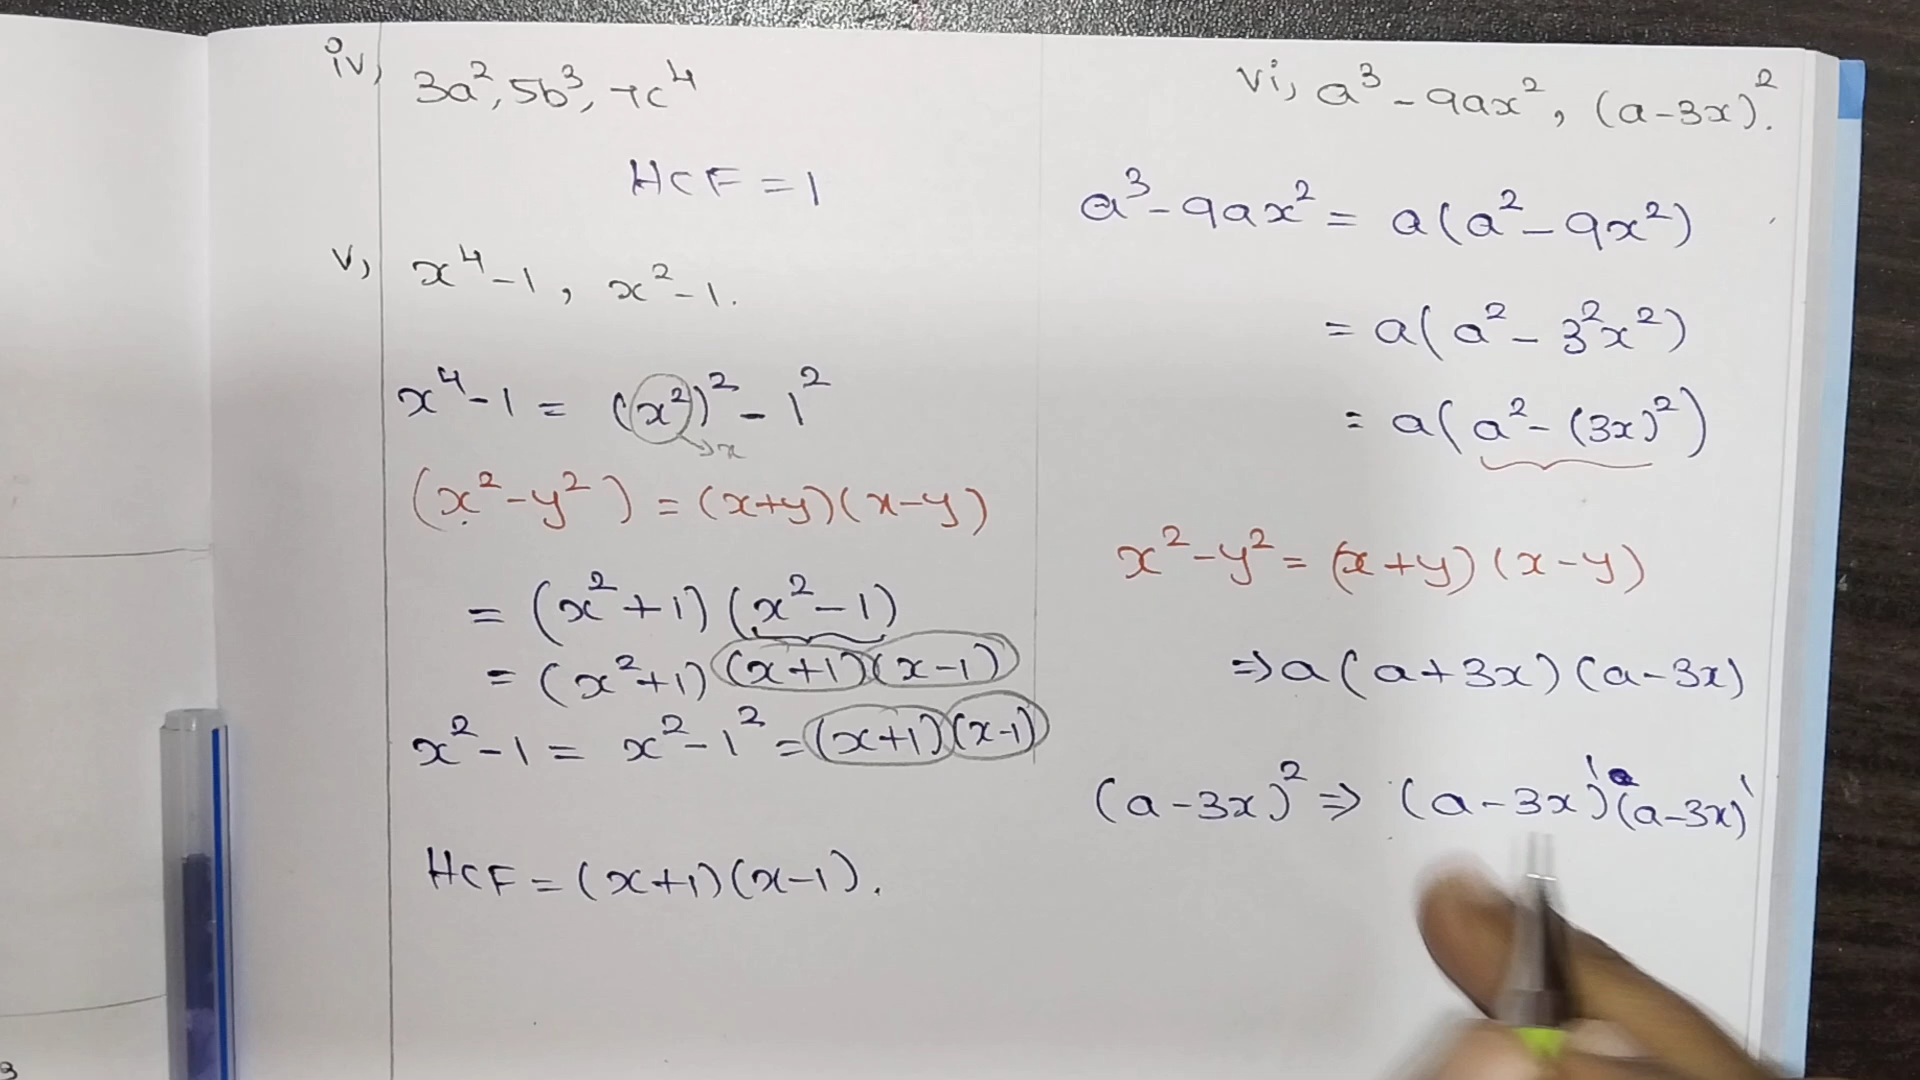 iv, 3a², 5b³, 7c⁴
HCF = 1
v, x⁴-1, x²-1.
x⁴-1 = (x²)² - 1²
→x
(x²-y²) = (x+y)(x-y)
= (x²+1)(x²-1)
= (x²+1)(x+1)(x-1)
x²-1 = x²-1² = (x+1)(x-1)
HCF = (x+1)(x-1).
vi, a³-9ax², (a-3x)².
a³-9ax² = a(a²-9x²)
= a(a²-3²x²)
= a(a²-(3x)²)
x²-y² = (x+y)(x-y)
⇒ a(a+3x)(a-3x)
(a-3x)² ⇒ (a-3x)¹(a-3x)¹
3